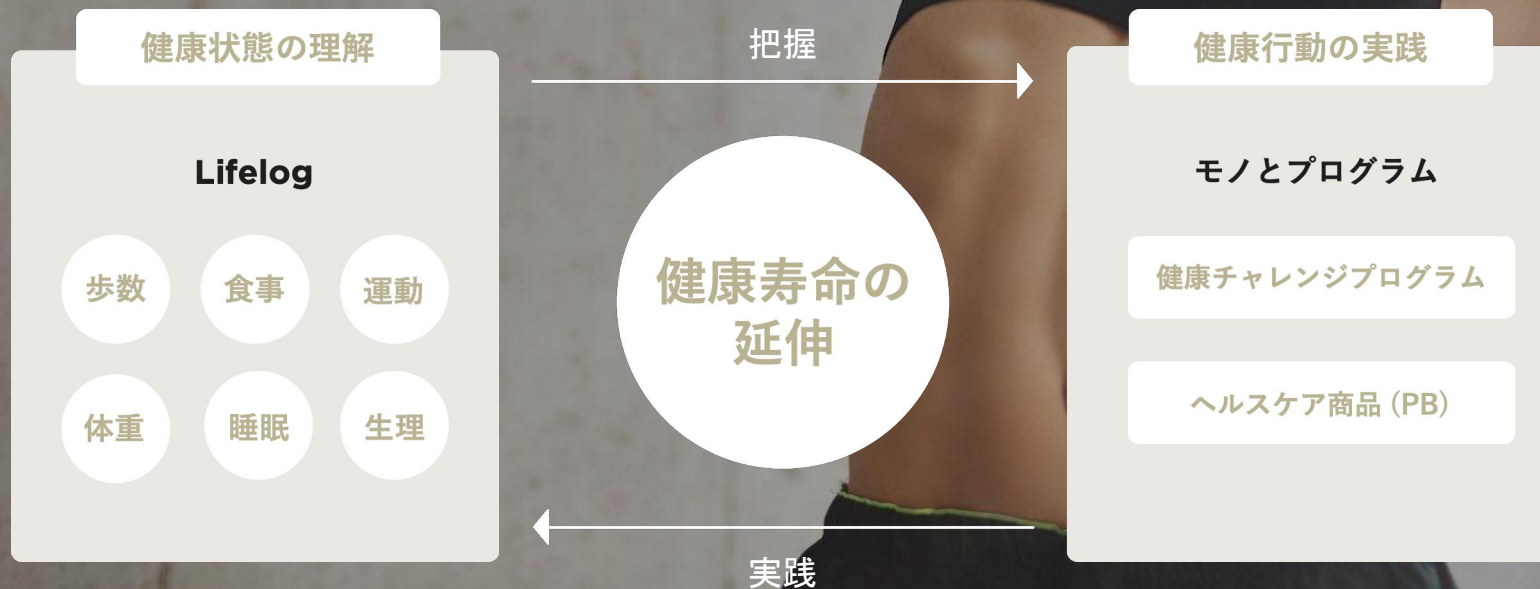 健康状態の理解
Lifelog
歩数
食事
運動
体重
睡眠
生理
把握
健康寿命の
延伸
実践
健康行動の実践
モノとプログラム
健康チャレンジプログラム
ヘルスケア商品 (PB)